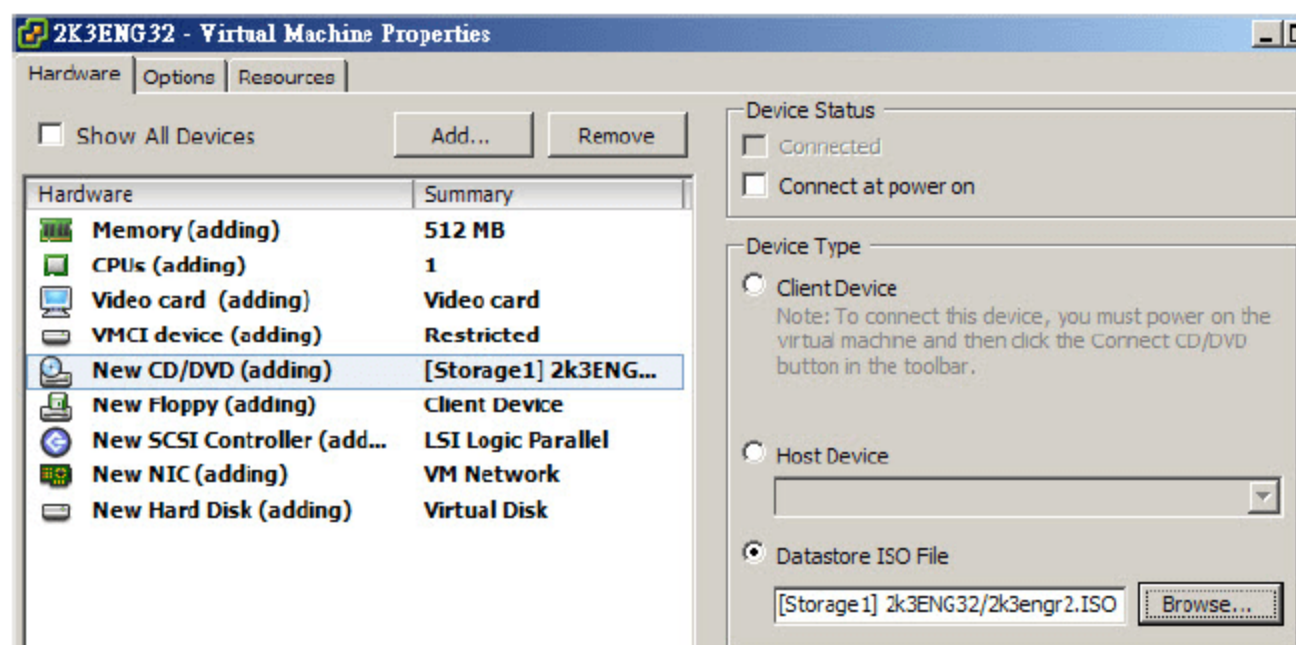 2K3ENG32 - Virtual Machine Properties
Hardware Options Resources
Show All Devices Add... Remove
Hardware Summary
Memory (adding) 512 MB
CPUs (adding) 1
Video card (adding) Video card
VMCI device (adding) Restricted
New CD/DVD (adding) [Storage1] 2k3ENG...
New Floppy (adding) Client Device
New SCSI Controller (add... LSI Logic Parallel
New NIC (adding) VM Network
New Hard Disk (adding) Virtual Disk
Device Status
Connected
Connect at power on
Device Type
Client Device
Note: To connect this device, you must power on the
virtual machine and then click the Connect CD/DVD
button in the toolbar.
Host Device
Datastore ISO File
[Storage1] 2k3ENG32/2k3engr2.ISO Browse...